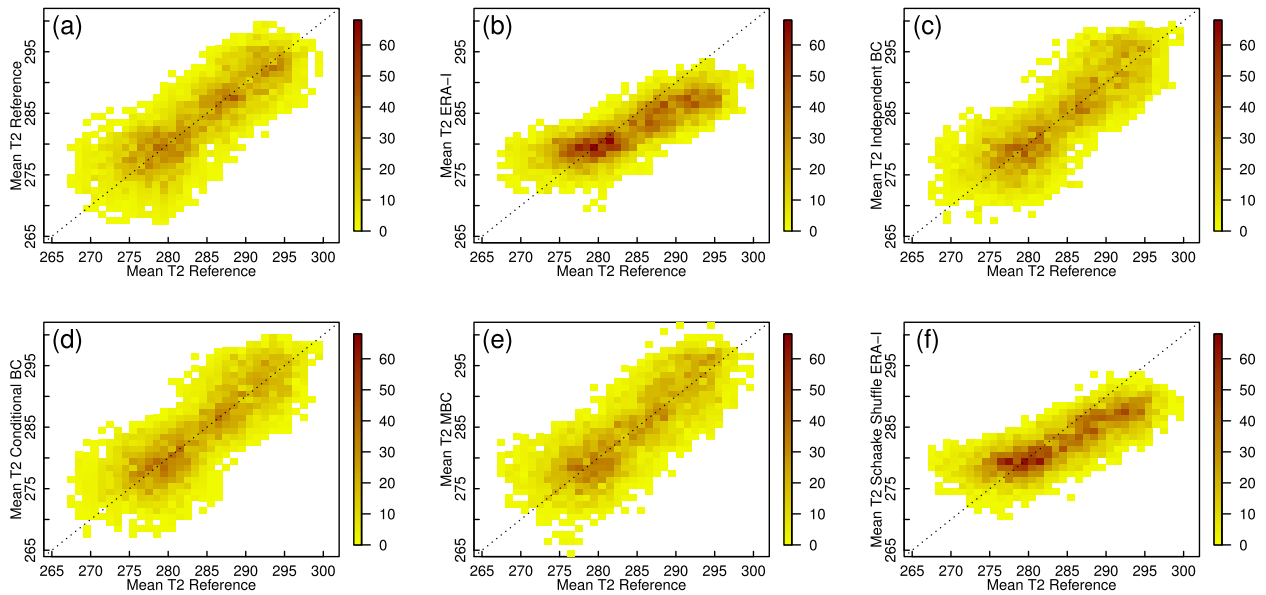 (a)
Mean T2 Reference
265 275 285 295
265 270 275 280 285 290 295 300
Mean T2 Reference
0 10 20 30 40 50 60
(b)
Mean T2 ERA−I
265 275 285 295
265 270 275 280 285 290 295 300
Mean T2 Reference
0 10 20 30 40 50 60
(c)
Mean T2 Independent BC
265 275 285 295
265 270 275 280 285 290 295 300
Mean T2 Reference
0 10 20 30 40 50 60
(d)
Mean T2 Conditional BC
265 275 285 295
265 270 275 280 285 290 295 300
Mean T2 Reference
0 10 20 30 40 50 60
(e)
Mean T2 MBC
265 275 285 295
265 270 275 280 285 290 295 300
Mean T2 Reference
0 10 20 30 40 50 60
(f)
Mean T2 Schaake Shuffle ERA−I
265 275 285 295
265 270 275 280 285 290 295 300
Mean T2 Reference
0 10 20 30 40 50 60